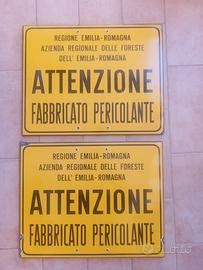 REGIONE EMILIA-ROMAGNA
AZIENDA REGIONALE DELLE FORESTE
DELL' EMILIA-ROMAGNA
ATTENZIONE
FABBRICATO PERICOLANTE
REGIONE EMILIA-ROMAGNA
AZIENDA REGIONALE DELLE FORESTE
DELL' EMILIA-ROMAGNA
ATTENZIONE
FABBRICATO PERICOLANTE
subito